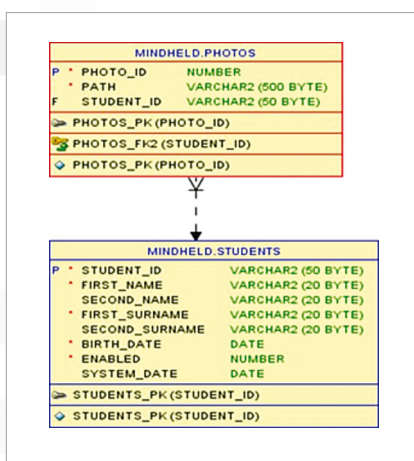 MINDHELD.PHOTOS
P * PHOTO_ID NUMBER
* PATH VARCHAR2 (500 BYTE)
F STUDENT_ID VARCHAR2 (50 BYTE)
PHOTOS_PK (PHOTO_ID)
PHOTOS_FK2 (STUDENT_ID)
PHOTOS_PK (PHOTO_ID)
MINDHELD.STUDENTS
P * STUDENT_ID VARCHAR2 (50 BYTE)
* FIRST_NAME VARCHAR2 (20 BYTE)
SECOND_NAME VARCHAR2 (20 BYTE)
* FIRST_SURNAME VARCHAR2 (20 BYTE)
SECOND_SURNAME VARCHAR2 (20 BYTE)
* BIRTH_DATE DATE
* ENABLED NUMBER
SYSTEM_DATE DATE
STUDENTS_PK (STUDENT_ID)
STUDENTS_PK (STUDENT_ID)